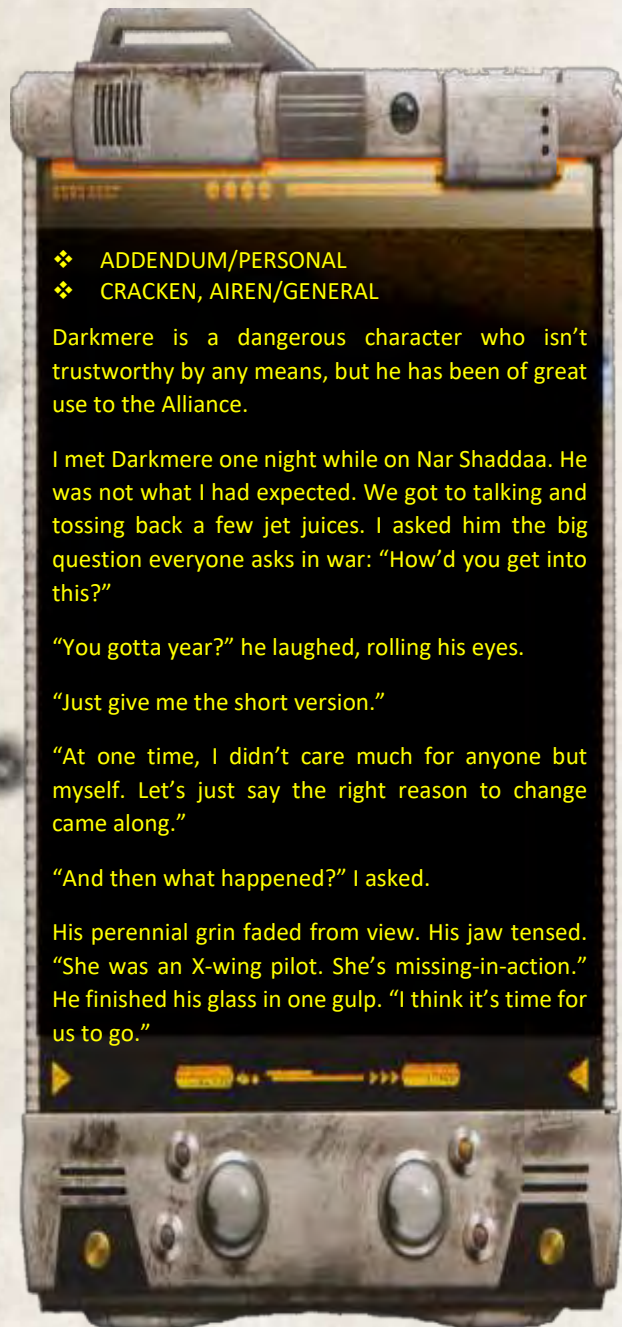 ❖ ADDENDUM/PERSONAL
❖ CRACKEN, AIREN/GENERAL
Darkmere is a dangerous character who isn’t
trustworthy by any means, but he has been of great
use to the Alliance.
I met Darkmere one night while on Nar Shaddaa. He
was not what I had expected. We got to talking and
tossing back a few jet juices. I asked him the big
question everyone asks in war: “How’d you get into
this?”
“You gotta year?” he laughed, rolling his eyes.
“Just give me the short version.”
“At one time, I didn’t care much for anyone but
myself. Let’s just say the right reason to change
came along.”
“And then what happened?” I asked.
His perennial grin faded from view. His jaw tensed.
“She was an X-wing pilot. She’s missing-in-action.”
He finished his glass in one gulp. “I think it’s time for
us to go.”